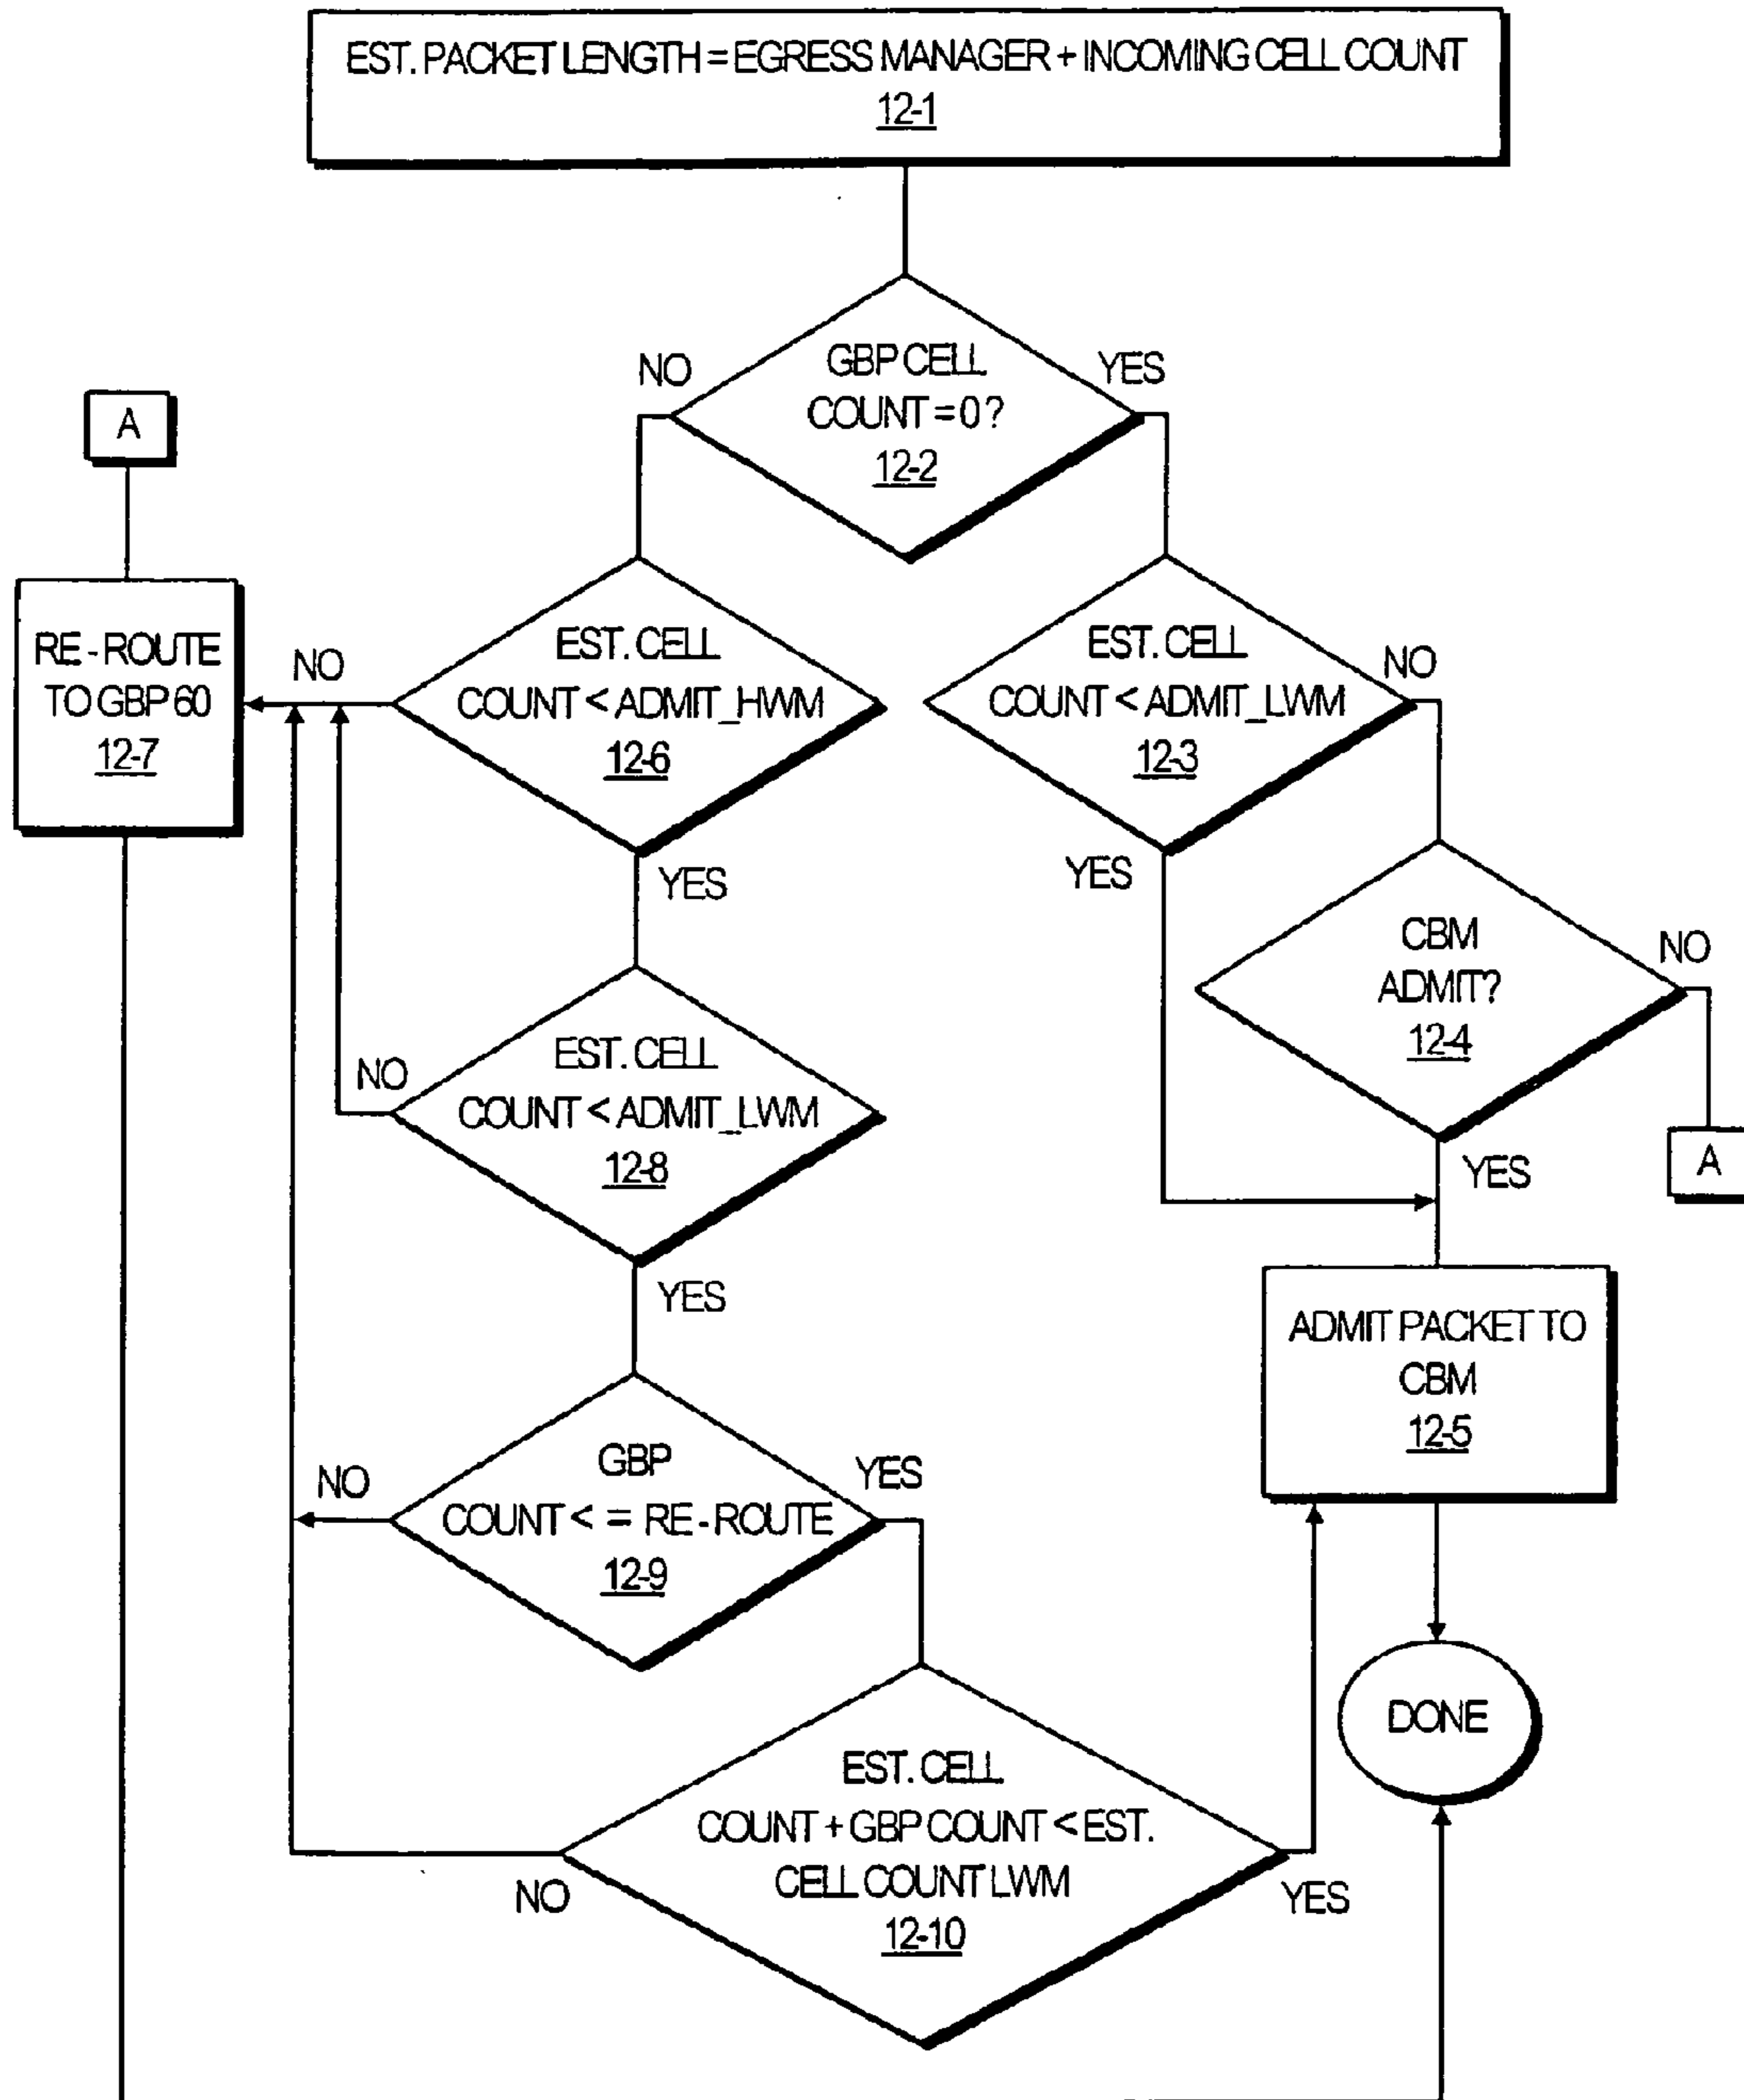 EST. PACKET LENGTH = EGRESS MANAGER + INCOMING CELL COUNT
12-1
GBP CELL
COUNT = 0 ?
12-2
NO
YES
A
RE - ROUTE
TO GBP 60
12-7
NO
EST. CELL
COUNT < ADMIT_HWM
12-6
YES
EST. CELL
COUNT < ADMIT_LWM
12-3
NO
YES
CBM
ADMIT?
12-4
NO
A
YES
EST. CELL
COUNT < ADMIT_LWM
12-8
NO
YES
ADMIT PACKET TO
CBM
12-5
GBP
COUNT < = RE - ROUTE
12-9
NO
YES
EST. CELL
COUNT + GBP COUNT < EST.
CELL COUNT LWM
12-10
NO
YES
DONE